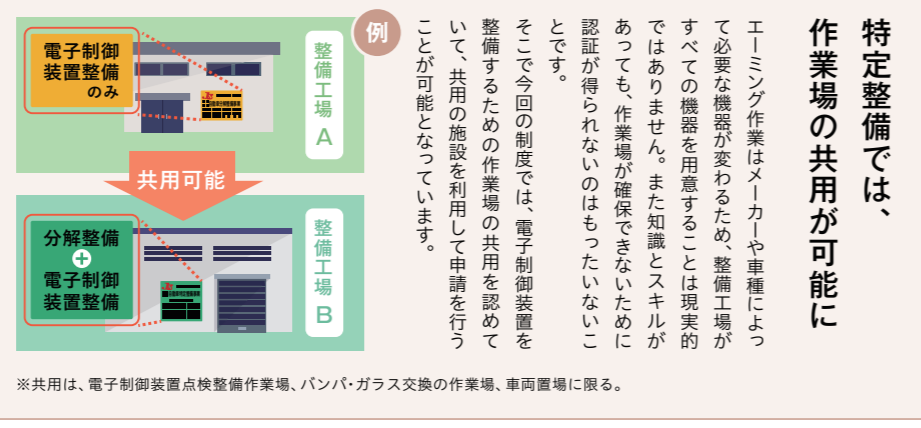 特定整備では、
作業場の共用が可能に
エーミング作業はメーカーや車種によっ
て必要な機器が変わるため、整備工場が
すべての機器を用意することは現実的
ではありません。また知識とスキルが
あっても、作業場が確保できないために
認証が得られないのはもったいないこ
とです。
そこで今回の制度では、電子制御装置を
整備するための作業場の共用を認めて
いて、共用の施設を利用して申請を行う
ことが可能となっています。
例
整備工場A
電子制御
装置整備
のみ
共用可能
整備工場B
分解整備
+
電子制御
装置整備
※共用は、電子制御装置点検整備作業場、バンパ・ガラス交換の作業場、車両置場に限る。